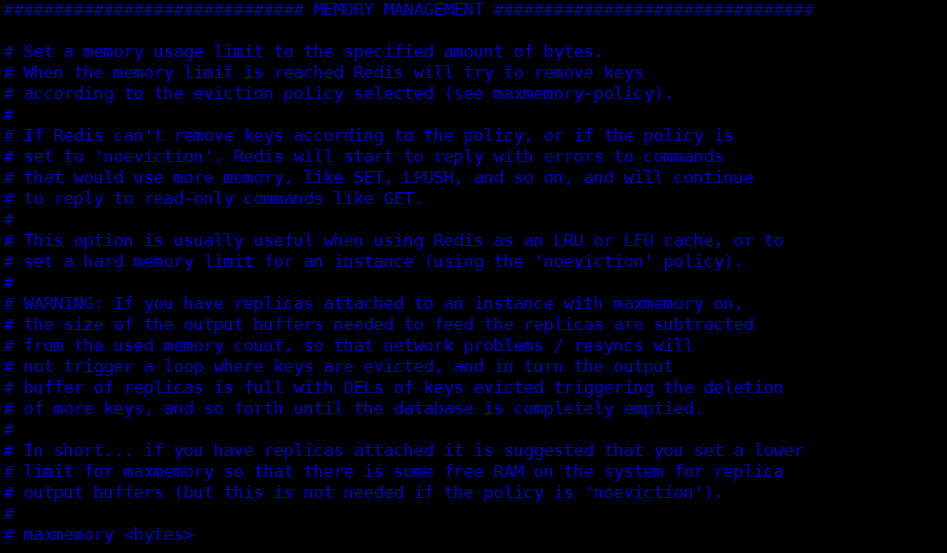 ############################## MEMORY MANAGEMENT ################################
# Set a memory usage limit to the specified amount of bytes.
# When the memory limit is reached Redis will try to remove keys
# according to the eviction policy selected (see maxmemory-policy).
#
# If Redis can't remove keys according to the policy, or if the policy is
# set to 'noeviction', Redis will start to reply with errors to commands
# that would use more memory, like SET, LPUSH, and so on, and will continue
# to reply to read-only commands like GET.
#
# This option is usually useful when using Redis as an LRU or LFU cache, or to
# set a hard memory limit for an instance (using the 'noeviction' policy).
#
# WARNING: If you have replicas attached to an instance with maxmemory on,
# the size of the output buffers needed to feed the replicas are subtracted
# from the used memory count, so that network problems / resyncs will
# not trigger a loop where keys are evicted, and in turn the output
# buffer of replicas is full with DELs of keys evicted triggering the deletion
# of more keys, and so forth until the database is completely emptied.
#
# In short... if you have replicas attached it is suggested that you set a lower
# limit for maxmemory so that there is some free RAM on the system for replica
# output buffers (but this is not needed if the policy is 'noeviction').
#
# maxmemory <bytes>